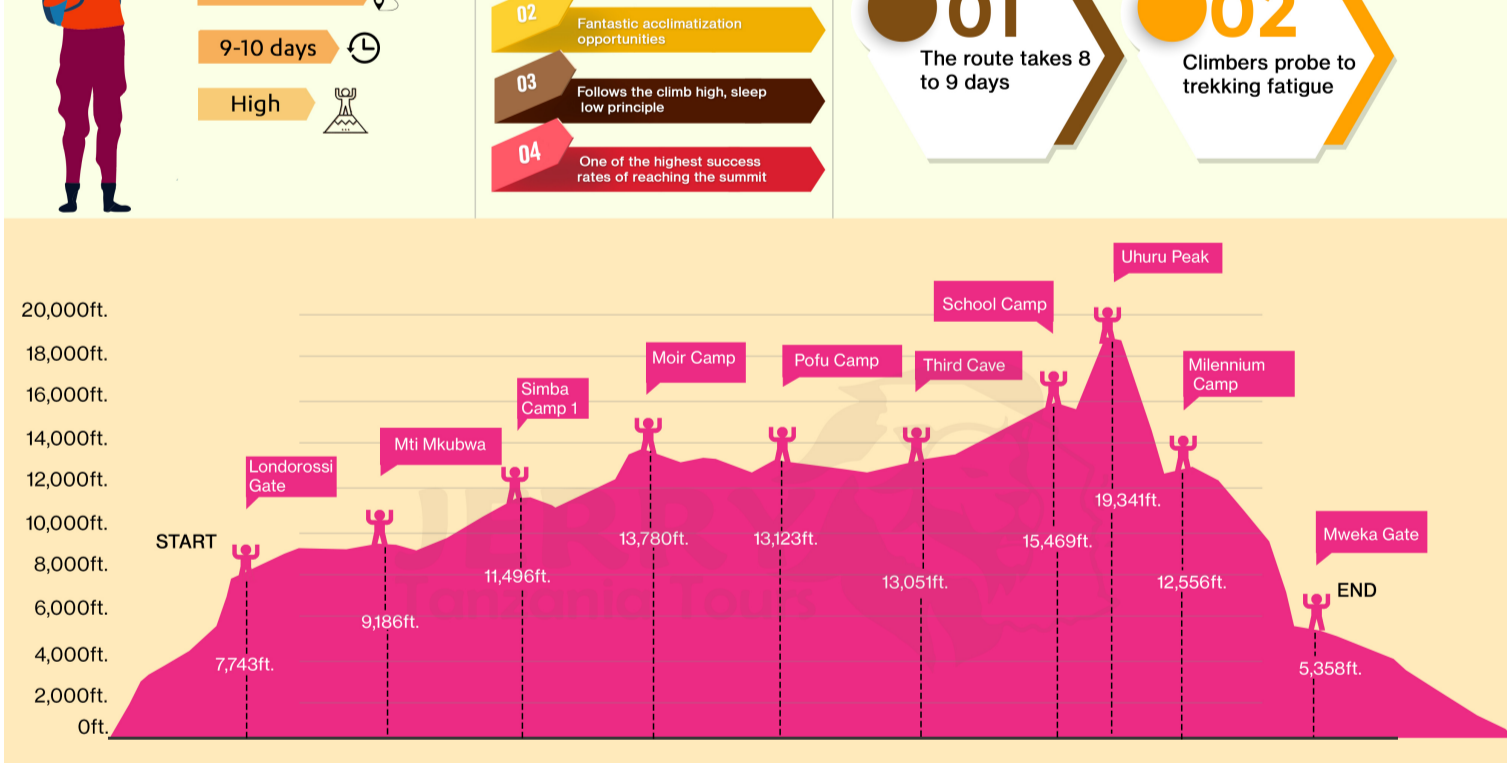 9-10 days
High
02
Fantastic acclimatization
opportunities
03
Follows the climb high, sleep
low principle
04
One of the highest success
rates of reaching the summit
01
The route takes 8
to 9 days
02
Climbers probe to
trekking fatigue
20,000ft.
18,000ft.
16,000ft.
14,000ft.
12,000ft.
10,000ft.
8,000ft.
6,000ft.
4,000ft.
2,000ft.
0ft.
START
Londorossi
Gate
7,743ft.
Mti Mkubwa
9,186ft.
Simba
Camp 1
11,496ft.
Moir Camp
13,780ft.
Pofu Camp
13,123ft.
Third Cave
13,051ft.
School Camp
15,469ft.
Uhuru Peak
19,341ft.
Milennium
Camp
12,556ft.
Mweka Gate
END
5,358ft.
JERRY
Tanzania Tours